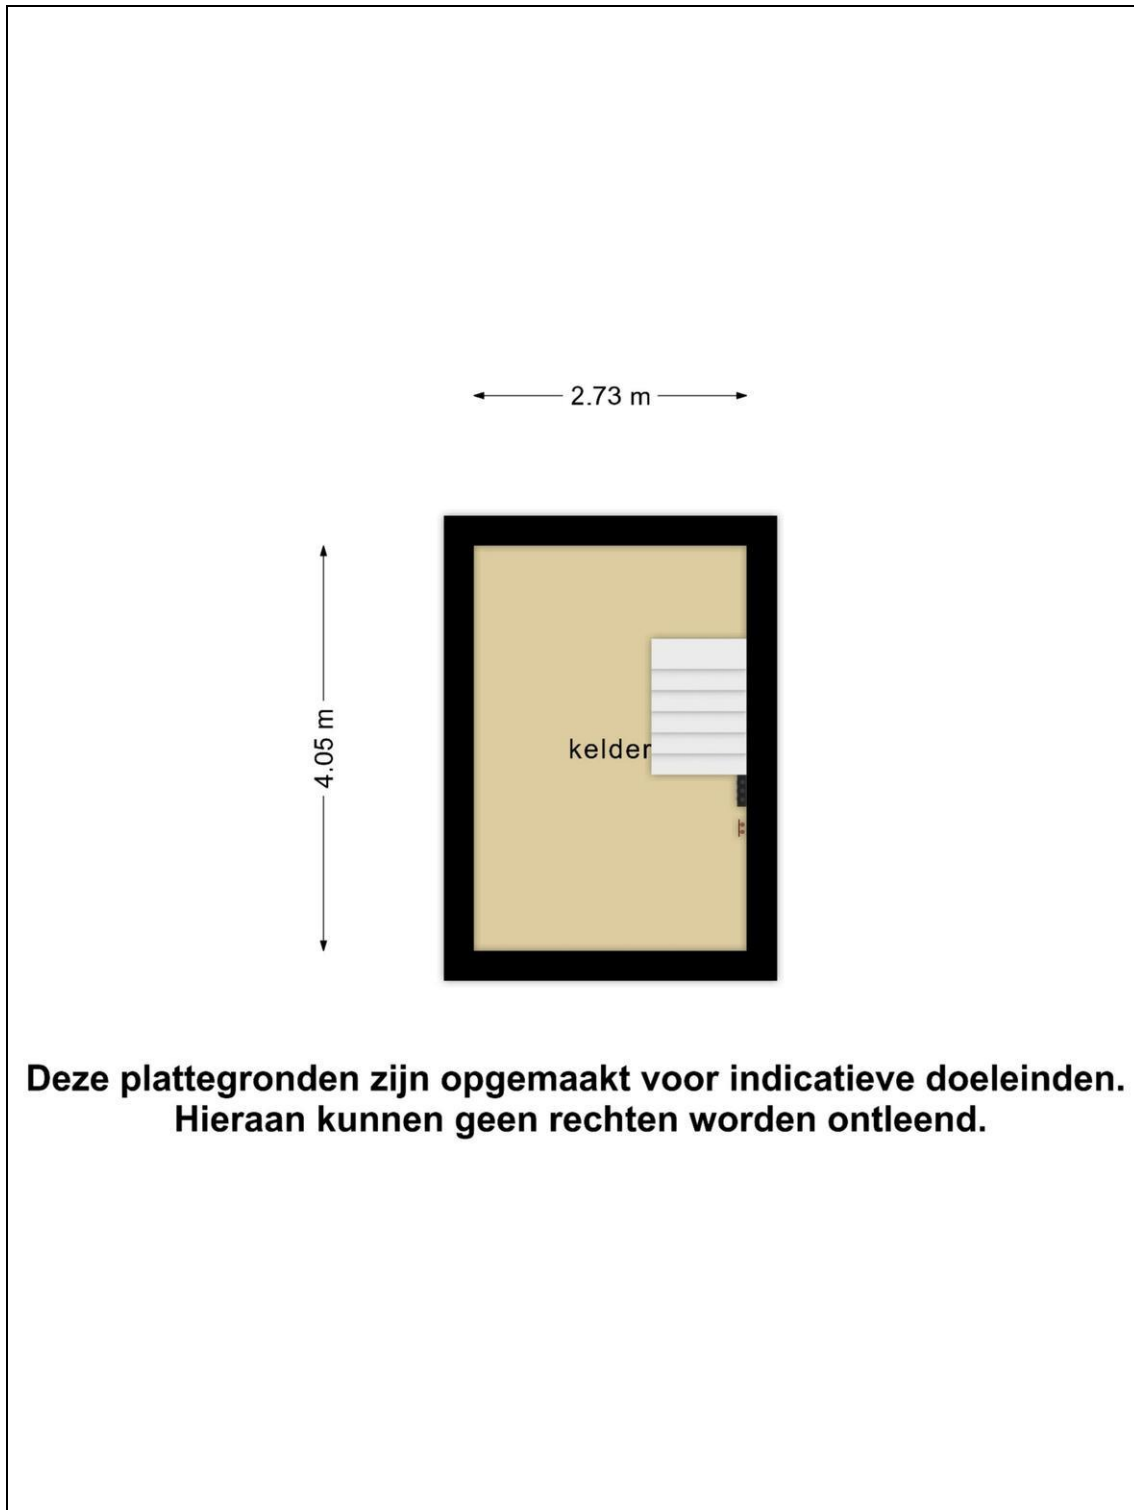 2.73 m
4.05 m
kelder
Deze plattegronden zijn opgemaakt voor indicatieve doeleinden.
Hieraan kunnen geen rechten worden ontleend.